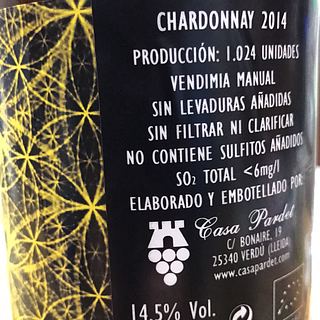 CHARDONNAY 2014
PRODUCCIÓN: 1.024 UNIDADES
VENDIMIA MANUAL
SIN LEVADURAS AÑADIDAS
SIN FILTRAR NI CLARIFICAR
NO CONTIENE SULFITOS AÑADIDOS
SO₂ TOTAL <6mg/l
ELABORADO Y EMBOTELLADO POR:
Casa Pardet
C/ BONAIRE, 19
25340 VERDÚ (LLEIDA)
www.casapardet.com
14,5% Vol.